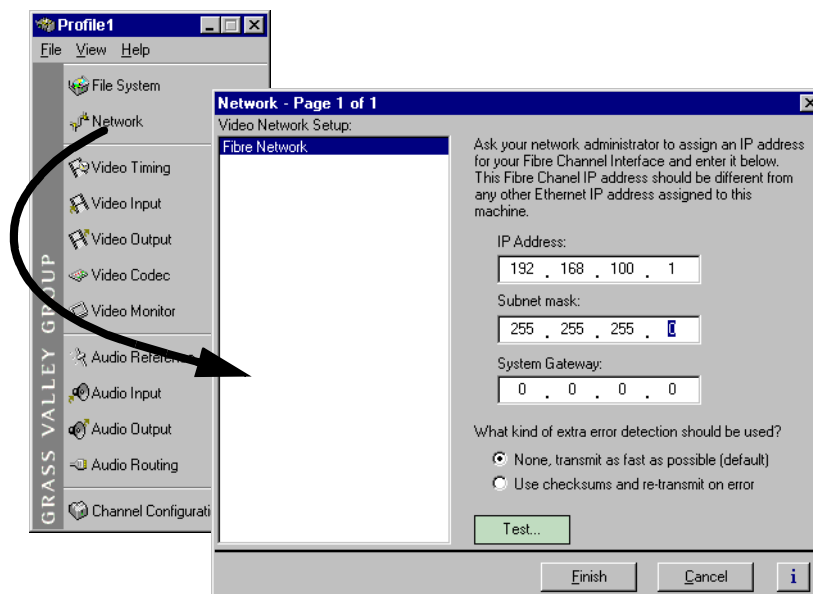 Profile1
File View Help
File System
Network
Video Timing
Video Input
Video Output
Video Codec
Video Monitor
Audio Reference
Audio Input
Audio Output
Audio Routing
Channel Configurati
GRASS VALLEY GROUP
Network - Page 1 of 1
Video Network Setup:
Fibre Network
Ask your network administrator to assign an IP address
for your Fibre Channel Interface and enter it below.
This Fibre Chanel IP address should be different from
any other Ethernet IP address assigned to this
machine.
IP Address:
192 . 168 . 100 . 1
Subnet mask:
255 . 255 . 255 . 0
System Gateway:
0 . 0 . 0 . 0
What kind of extra error detection should be used?
None, transmit as fast as possible (default)
Use checksums and re-transmit on error
Test...
Finish Cancel i